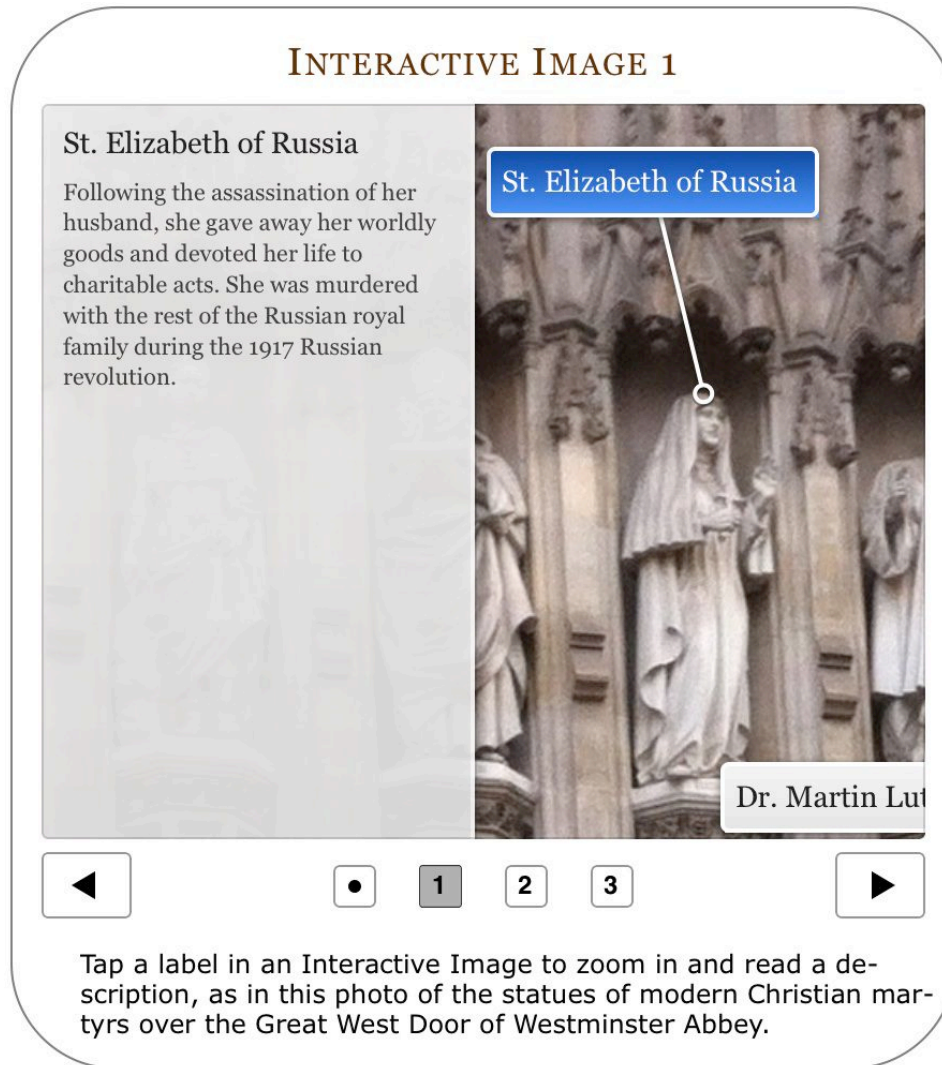 INTERACTIVE IMAGE 1
St. Elizabeth of Russia
Following the assassination of her
husband, she gave away her worldly
goods and devoted her life to
charitable acts. She was murdered
with the rest of the Russian royal
family during the 1917 Russian
revolution.
St. Elizabeth of Russia
Dr. Martin Lut
1
2
3
Tap a label in an Interactive Image to zoom in and read a de-
scription, as in this photo of the statues of modern Christian mar-
tyrs over the Great West Door of Westminster Abbey.